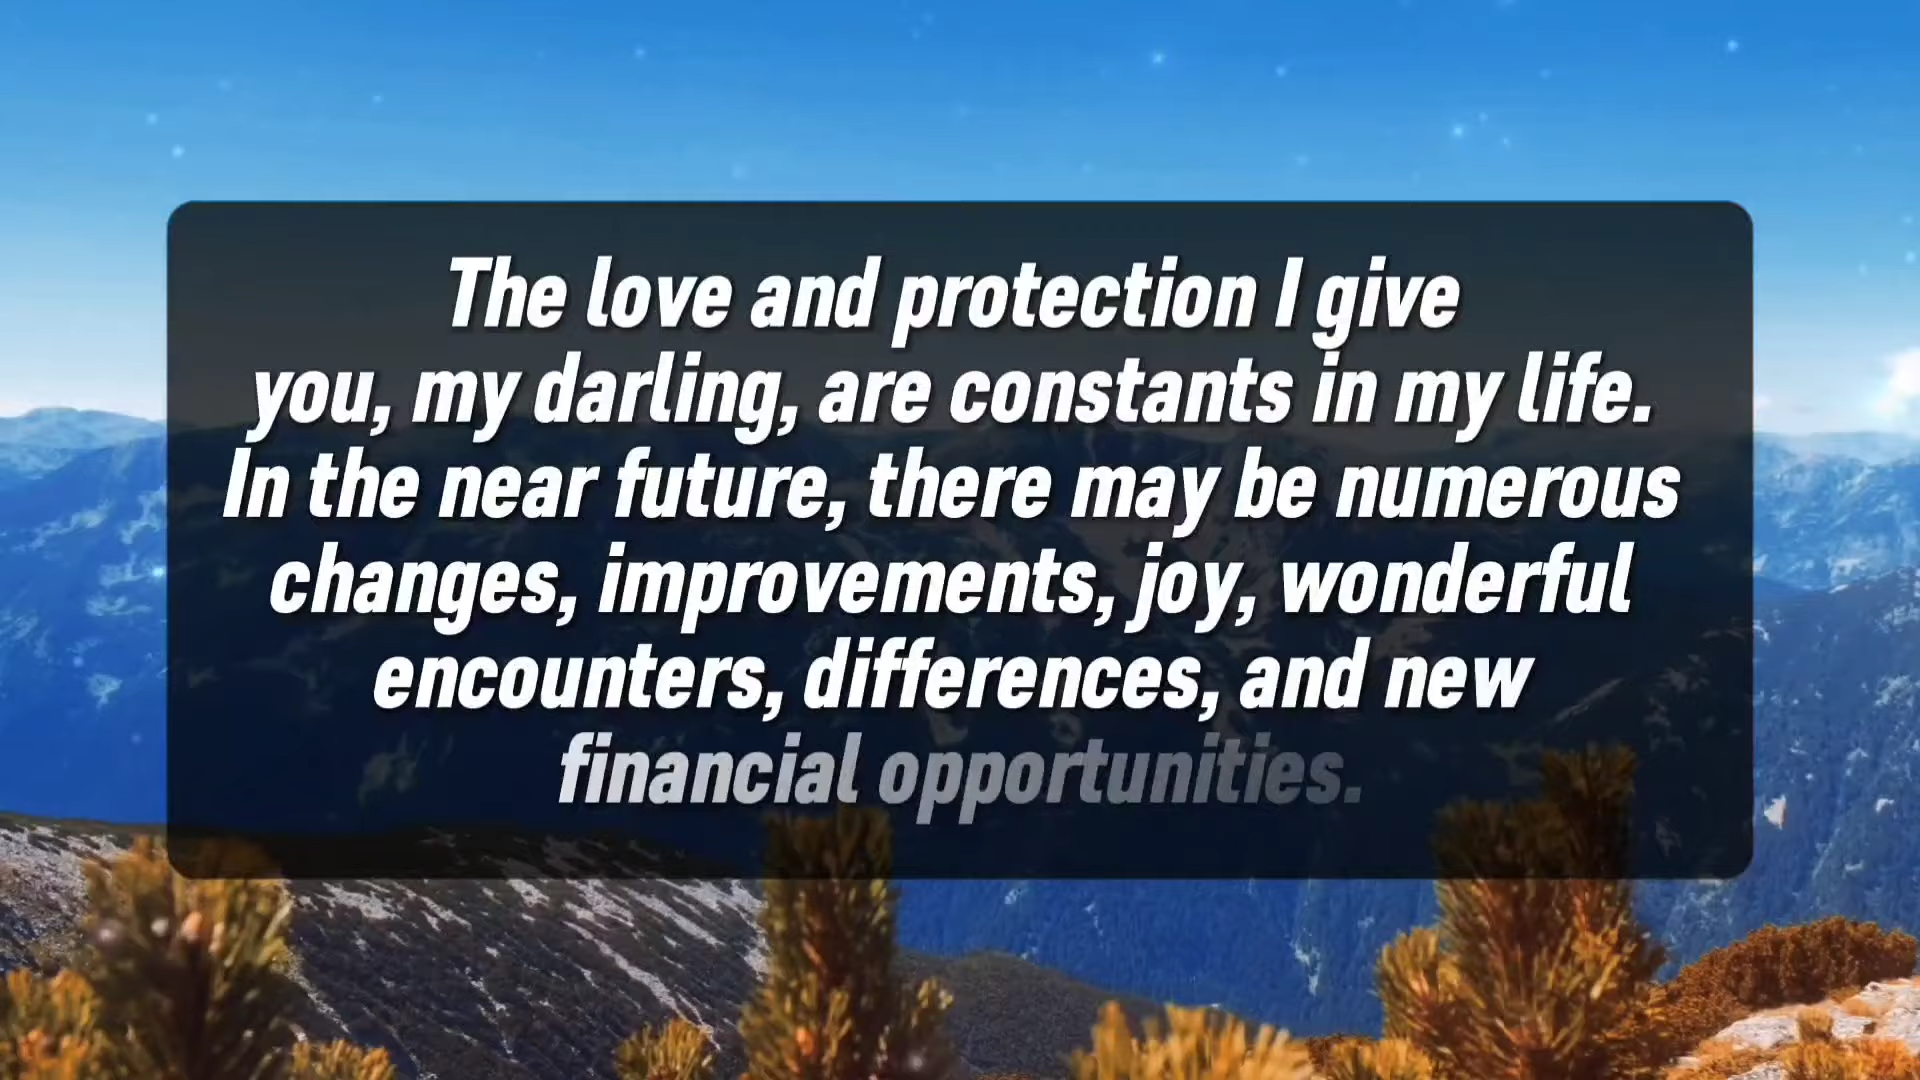 The love and protection I give
you, my darling, are constants in my life.
In the near future, there may be numerous
changes, improvements, joy, wonderful
encounters, differences, and new
financial opportunities.